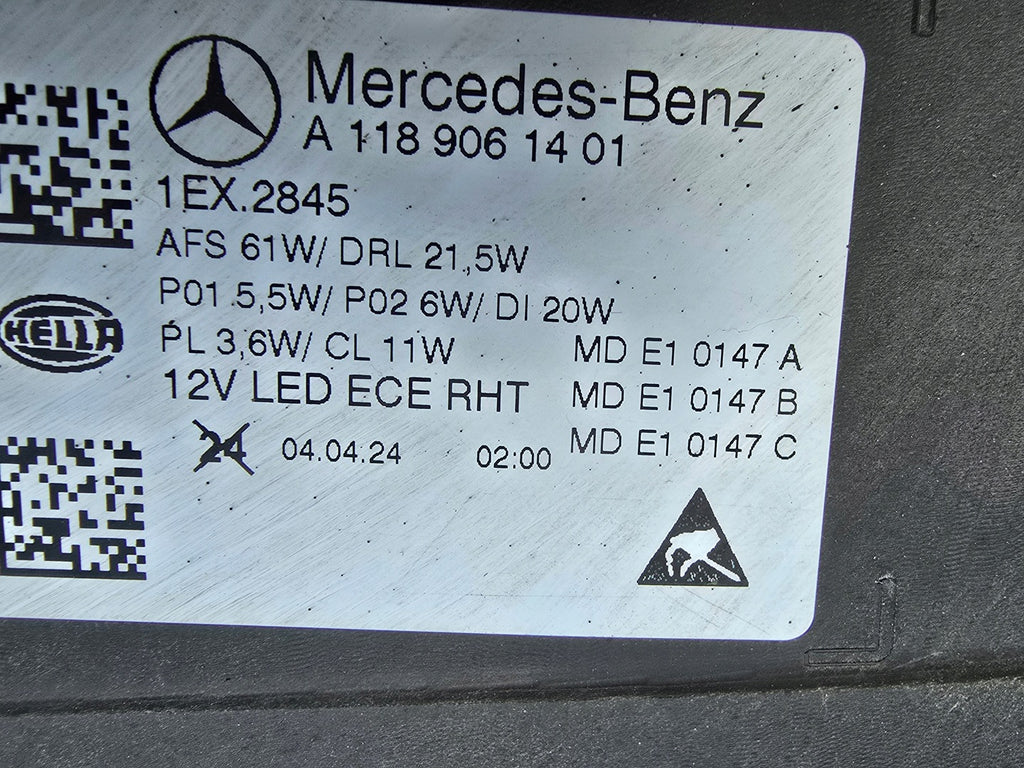 Mercedes-Benz
A 118 906 14 01
1EX.2845
AFS 61W/ DRL 21,5W
P01 5,5W/ P02 6W/ DI 20W
PL 3,6W/ CL 11W
MD E1 0147 A
HELLA
12V LED ECE RHT
MD E1 0147 B
24 04.04.24 02:00
MD E1 0147 C